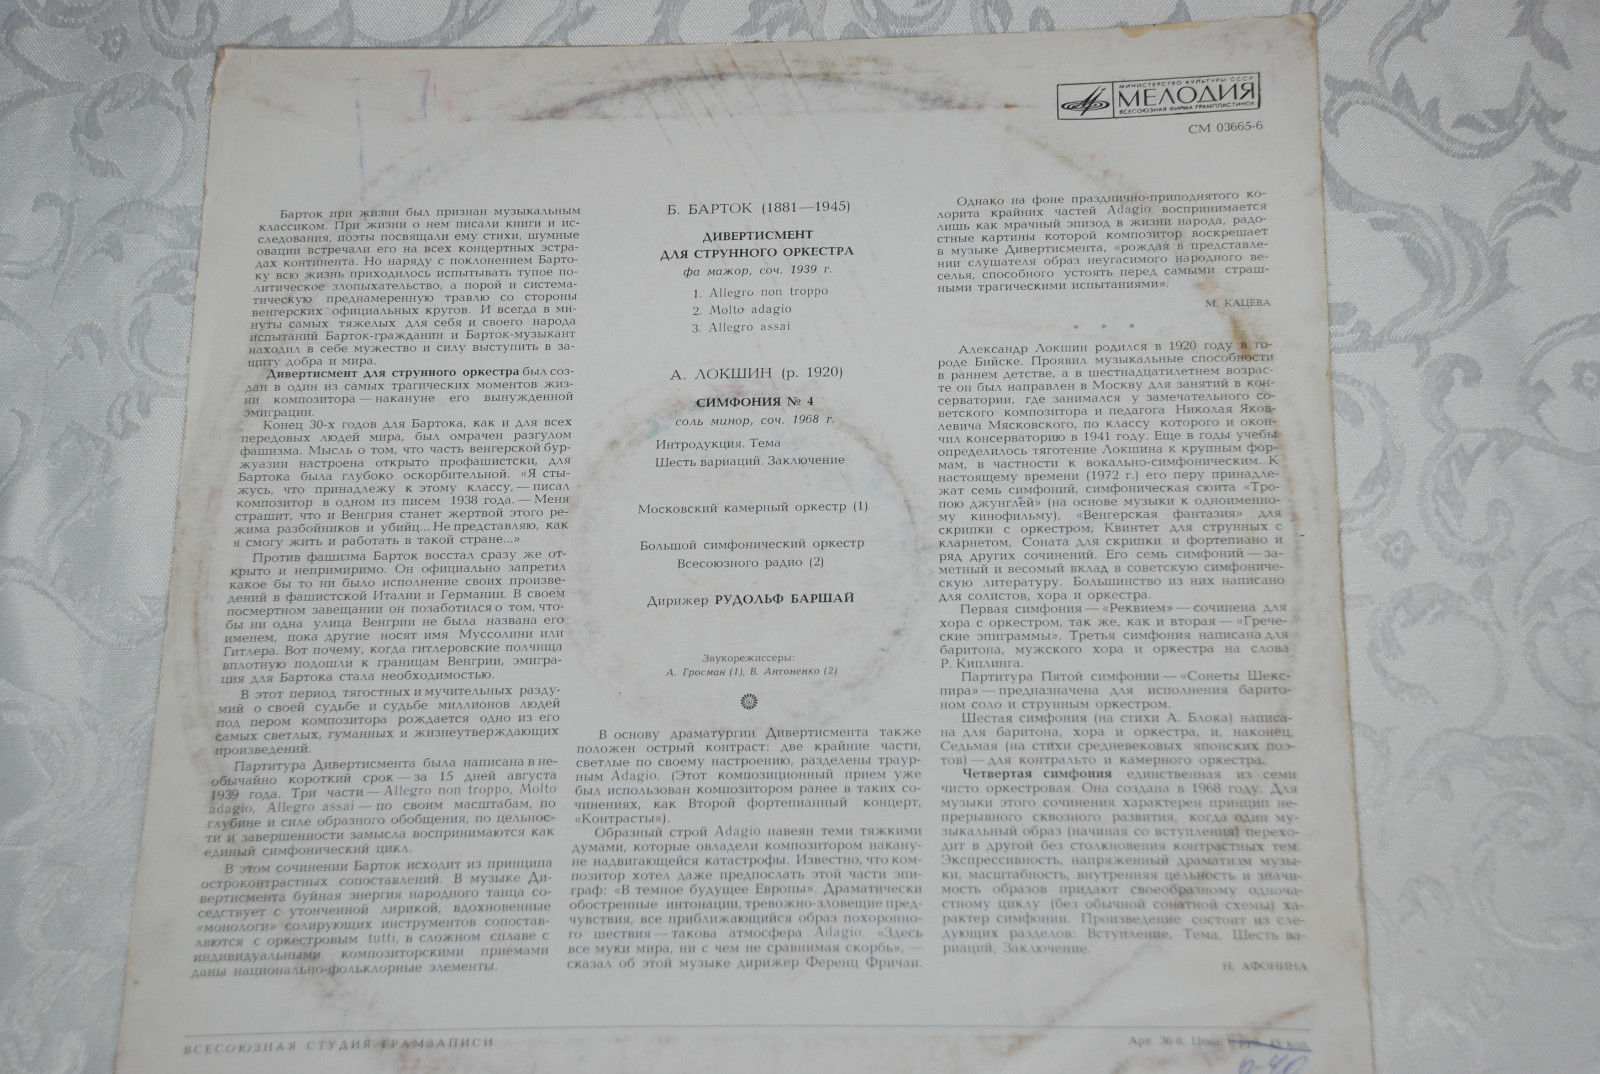 МИНИСТЕРСТВО КУЛЬТУРЫ СССР
МЕЛОДИЯ
ВСЕСОЮЗНАЯ ФИРМА ГРАМПЛАСТИНОК
СМ 03665-6
Барток при жизни был признан музыкальным
классиком. При жизни о нем писали книги и ис-
следования, поэты посвящали ему стихи, шумные
овации встречали его на всех концертных эстра-
дах континента. Но наряду с поклонением Барто-
ку всю жизнь приходилось испытывать тупое по-
литическое злопыхательство, а порой и система-
тическую преднамеренную травлю со стороны
венгерских официальных кругов. И всегда в ми-
нуты самых тяжелых для себя и своего народа
испытаний Барток-гражданин и Барток-музыкант
находил в себе мужество и силу выступить в за-
щиту добра и мира.
Дивертисмент для струнного оркестра был соз-
дан в один из самых трагических моментов жиз-
ни композитора — накануне его вынужденной
эмиграции.
Конец 30-х годов для Бартока, как и для всех
передовых людей мира, был омрачен разгулом
фашизма. Мысль о том, что часть венгерской бур-
жуазии настроена открыто профашистски, для
Бартока была глубоко оскорбительной. «Я сты-
жусь, что принадлежу к этому классу, — писал
композитор в одном из писем 1938 года. — Меня
страшит, что и Венгрия станет жертвой этого ре-
жима разбойников и убийц... Не представляю, как
я смогу жить и работать в такой стране...»
Против фашизма Барток восстал сразу же от-
крыто и непримиримо. Он официально запретил
какое бы то ни было исполнение своих произве-
дений в фашистской Италии и Германии. В своем
посмертном завещании он позаботился о том, что-
бы ни одна улица Венгрии не была названа его
именем, пока другие носят имя Муссолини или
Гитлера. Вот почему, когда гитлеровские полчища
вплотную подошли к границам Венгрии, эмигра-
ция для Бартока стала необходимостью.
В этот период тягостных и мучительных разду-
мий о своей судьбе и судьбе миллионов людей
под пером композитора рождается одно из его
самых светлых, гуманных и жизнеутверждающих
произведений.
Партитура Дивертисмента была написана в не-
обычайно короткий срок — за 15 дней августа
1939 года. Три части — Allegro non troppo, Molto
adagio, Allegro assai — по своим масштабам, по
глубине и силе образного обобщения, по цельнос-
ти и завершенности замысла воспринимаются как
единый симфонический цикл.
В этом сочинении Барток исходит из принципа
остроконтрастных сопоставлений. В музыке Ди-
вертисмента буйная энергия народного танца со-
седствует с утонченной лирикой, вдохновенные
«монологи» солирующих инструментов сопостав-
ляются с оркестровым tutti, в сложном сплаве с
индивидуальными композиторскими приемами
даны национально-фольклорные элементы.
Б. БАРТОК (1881—1945)
ДИВЕРТИСМЕНТ
ДЛЯ СТРУННОГО ОРКЕСТРА
фа мажор, соч. 1939 г.
1. Allegro non troppo
2. Molto adagio
3. Allegro assai
А. ЛОКШИН (р. 1920)
СИМФОНИЯ № 4
соль минор, соч. 1968 г.
Интродукция. Тема
Шесть вариаций. Заключение
Московский камерный оркестр (1)
Большой симфонический оркестр
Всесоюзного радио (2)
Дирижер РУДОЛЬФ БАРШАЙ
Звукорежиссеры:
А. Гросман (1), В. Антоненко (2)
В основу драматургии Дивертисмента также
положен острый контраст: две крайние части,
светлые по своему настроению, разделены траур-
ным Adagio. (Этот композиционный прием уже
был использован композитором ранее в таких со-
чинениях, как Второй фортепианный концерт,
«Контрасты»).
Образный строй Adagio навеян теми тяжкими
думами, которые овладели композитором накану-
не надвигающейся катастрофы. Известно, что ком-
позитор хотел даже предпослать этой части эпи-
граф: «В темное будущее Европы». Драматически
обостренные интонации, тревожно-зловещие пред-
чувствия, все приближающийся образ похоронно-
го шествия — такова атмосфера Adagio. «Здесь
все муки мира, ни с чем не сравнимая скорбь», —
сказал об этой музыке дирижер Ференц Фричаи.
Однако на фоне празднично-приподнятого ко-
лорита крайних частей Adagio воспринимается
лишь как мрачный эпизод в жизни народа, радо-
стные картины которой композитор воскрешает
в музыке Дивертисмента, «рождая в представле-
нии слушателя образ неугасимого народного ве-
селья, способного устоять перед самыми страш-
ными трагическими испытаниями».
М. КАЦЕВА
* * *
Александр Локшин родился в 1920 году в го-
роде Бийске. Проявил музыкальные способности
в раннем детстве, а в шестнадцатилетнем возрас-
те он был направлен в Москву для занятий в кон-
серватории, где занимался у замечательного со-
ветского композитора и педагога Николая Яков-
левича Мясковского, по классу которого и окон-
чил консерваторию в 1941 году. Еще в годы учебы
определилось тяготение Локшина к крупным фор-
мам, в частности к вокально-симфоническим. К
настоящему времени (1972 г.) его перу принадле-
жат семь симфоний, симфоническая сюита «Тро-
пою джунглей» (на основе музыки к одноименно-
му кинофильму), «Венгерская фантазия» для
скрипки с оркестром, Квинтет для струнных с
кларнетом, Соната для скрипки и фортепиано и
ряд других сочинений. Его семь симфоний — за-
метный и весомый вклад в советскую симфониче-
скую литературу. Большинство из них написано
для солистов, хора и оркестра.
Первая симфония — «Реквием» — сочинена для
хора с оркестром, так же, как и вторая — «Грече-
ские эпиграммы». Третья симфония написана для
баритона, мужского хора и оркестра на слова
Р. Киплинга.
Партитура Пятой симфонии — «Сонеты Шекс-
пира» — предназначена для исполнения барито-
ном соло и струнным оркестром.
Шестая симфония (на стихи А. Блока) написа-
на для баритона, хора и оркестра, и, наконец,
Седьмая (на стихи средневековых японских поэ-
тов) — для контральто и камерного оркестра.
Четвертая симфония единственная из семи
чисто оркестровая. Она создана в 1968 году. Для
музыки этого сочинения характерен принцип не-
прерывного сквозного развития, когда один му-
зыкальный образ (начиная со вступления) перехо-
дит в другой без столкновения контрастных тем.
Экспрессивность, напряженный драматизм музы-
ки, масштабность, внутренняя цельность и значи-
мость образов придают своеобразному одноча-
стному циклу (без обычной сонатной схемы) ха-
рактер симфонии. Произведение состоит из сле-
дующих разделов: Вступление, Тема, Шесть ва-
риаций, Заключение.
Н. АФОНИНА
ВСЕСОЮЗНАЯ СТУДИЯ ГРАМЗАПИСИ
Арт. 30-8. Цена 1 руб. 45 коп.
0-40